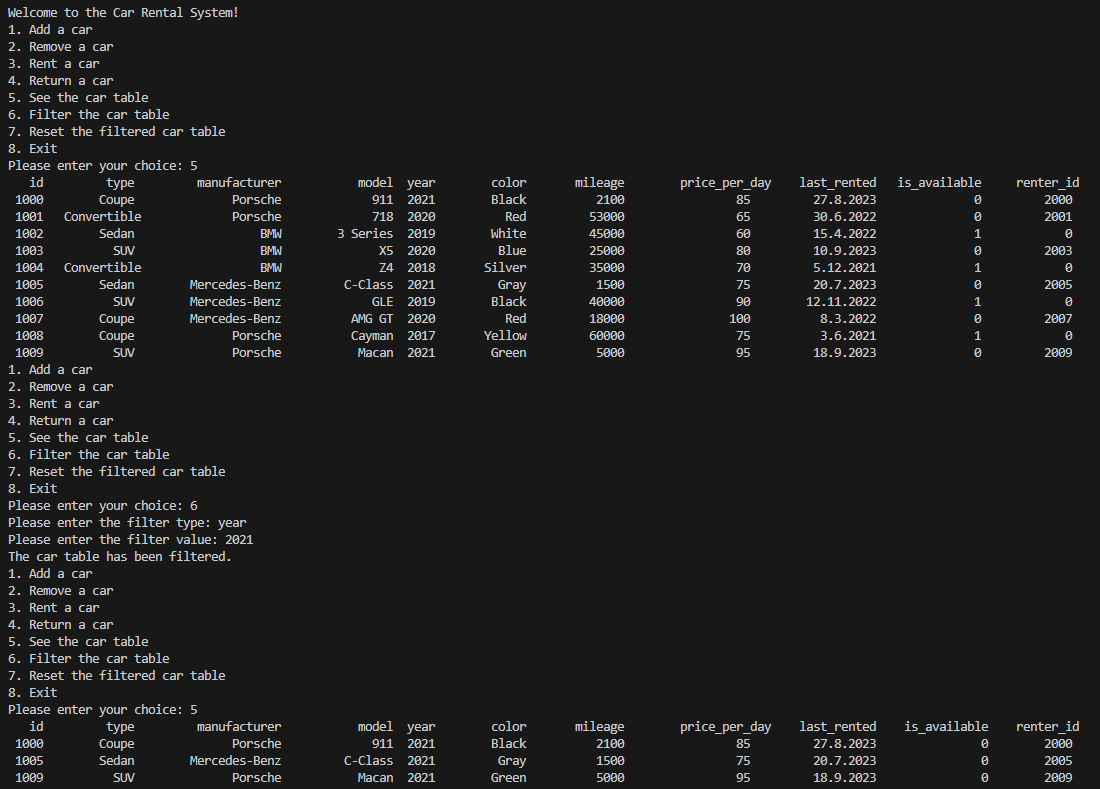 Welcome to the Car Rental System!
1. Add a car
2. Remove a car
3. Rent a car
4. Return a car
5. See the car table
6. Filter the car table
7. Reset the filtered car table
8. Exit
Please enter your choice: 5
id type manufacturer model year color mileage price_per_day last_rented is_available renter_id
1000 Coupe Porsche 911 2021 Black 2100 85 27.8.2023 0 2000
1001 Convertible Porsche 718 2020 Red 53000 65 30.6.2022 0 2001
1002 Sedan BMW 3 Series 2019 White 45000 60 15.4.2022 1 0
1003 SUV BMW X5 2020 Blue 25000 80 10.9.2023 0 2003
1004 Convertible BMW Z4 2018 Silver 35000 70 5.12.2021 1 0
1005 Sedan Mercedes-Benz C-Class 2021 Gray 1500 75 20.7.2023 0 2005
1006 SUV Mercedes-Benz GLE 2019 Black 40000 90 12.11.2022 1 0
1007 Coupe Mercedes-Benz AMG GT 2020 Red 18000 100 8.3.2022 0 2007
1008 Coupe Porsche Cayman 2017 Yellow 60000 75 3.6.2021 1 0
1009 SUV Porsche Macan 2021 Green 5000 95 18.9.2023 0 2009
1. Add a car
2. Remove a car
3. Rent a car
4. Return a car
5. See the car table
6. Filter the car table
7. Reset the filtered car table
8. Exit
Please enter your choice: 6
Please enter the filter type: year
Please enter the filter value: 2021
The car table has been filtered.
1. Add a car
2. Remove a car
3. Rent a car
4. Return a car
5. See the car table
6. Filter the car table
7. Reset the filtered car table
8. Exit
Please enter your choice: 5
id type manufacturer model year color mileage price_per_day last_rented is_available renter_id
1000 Coupe Porsche 911 2021 Black 2100 85 27.8.2023 0 2000
1005 Sedan Mercedes-Benz C-Class 2021 Gray 1500 75 20.7.2023 0 2005
1009 SUV Porsche Macan 2021 Green 5000 95 18.9.2023 0 2009